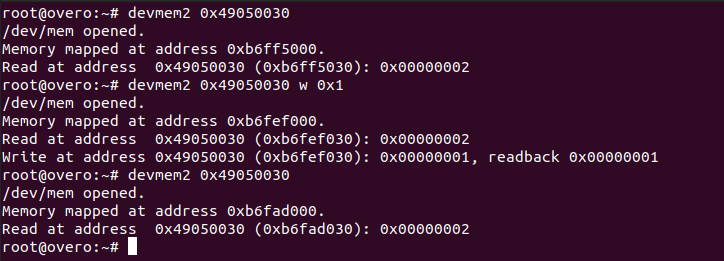 root@overo:~# devmem2 0x49050030
/dev/mem opened.
Memory mapped at address 0xb6ff5000.
Read at address  0x49050030 (0xb6ff5030): 0x00000002
root@overo:~# devmem2 0x49050030 w 0x1
/dev/mem opened.
Memory mapped at address 0xb6fef000.
Read at address  0x49050030 (0xb6fef030): 0x00000002
Write at address 0x49050030 (0xb6fef030): 0x00000001, readback 0x00000001
root@overo:~# devmem2 0x49050030
/dev/mem opened.
Memory mapped at address 0xb6fad000.
Read at address  0x49050030 (0xb6fad030): 0x00000002
root@overo:~#